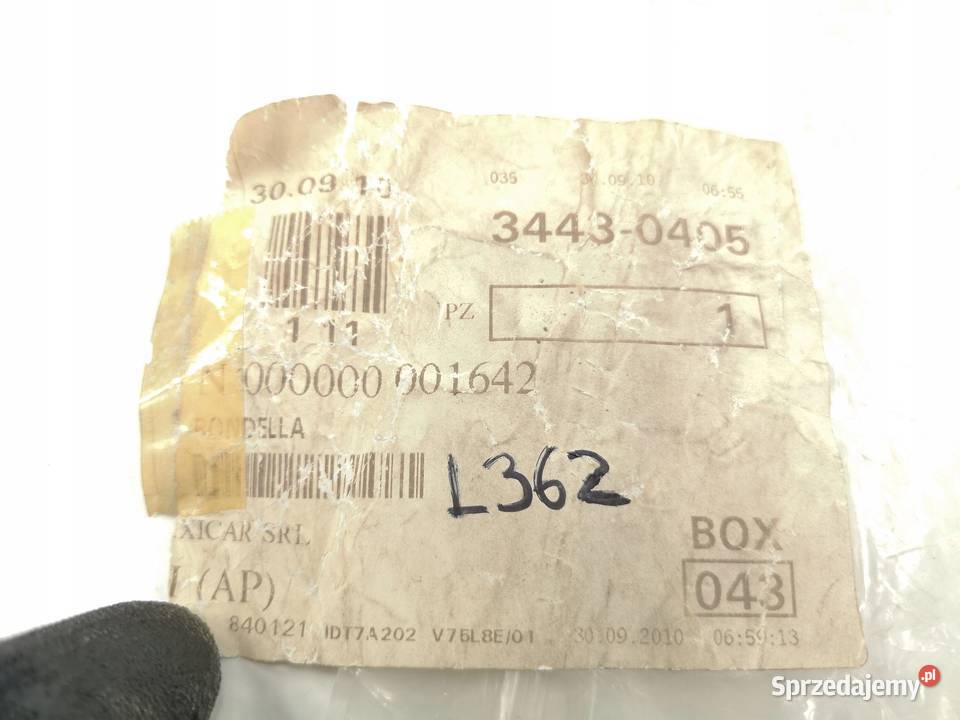 035 30.09.10 06:55
30.09.10
3443-0405
PZ 1
1 11
N 000000 001642
RONDELLA
L362
XICAR SRL
BOX
(AP)
043
840121 IDT7A202 V75L8E/01 30.09.2010 06:59:13
Sprzedajemy.pl